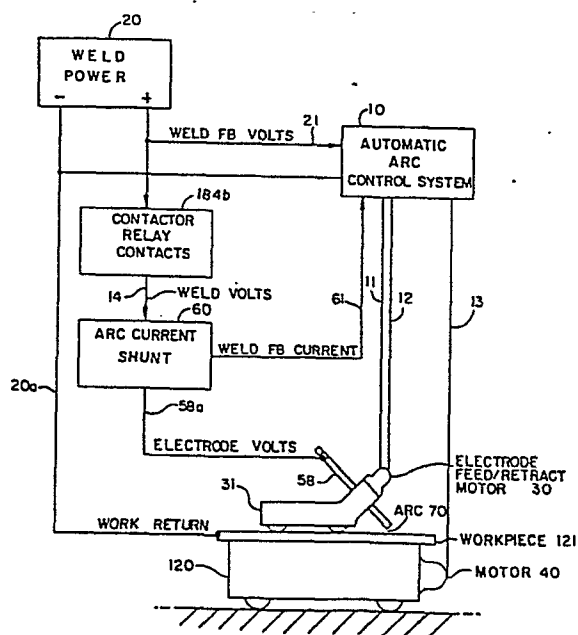 20
WELD
POWER
- +
21
WELD FB VOLTS
10
AUTOMATIC
ARC
CONTROL SYSTEM
184b
CONTACTOR
RELAY
CONTACTS
14
WELD VOLTS
60
11
12
61
13
ARC CURRENT
SHUNT
WELD FB CURRENT
20a
58a
ELECTRODE VOLTS
58
ELECTRODE
FEED/RETRACT
MOTOR 30
31
ARC 70
WORK RETURN
WORKPIECE 121
120
MOTOR 40